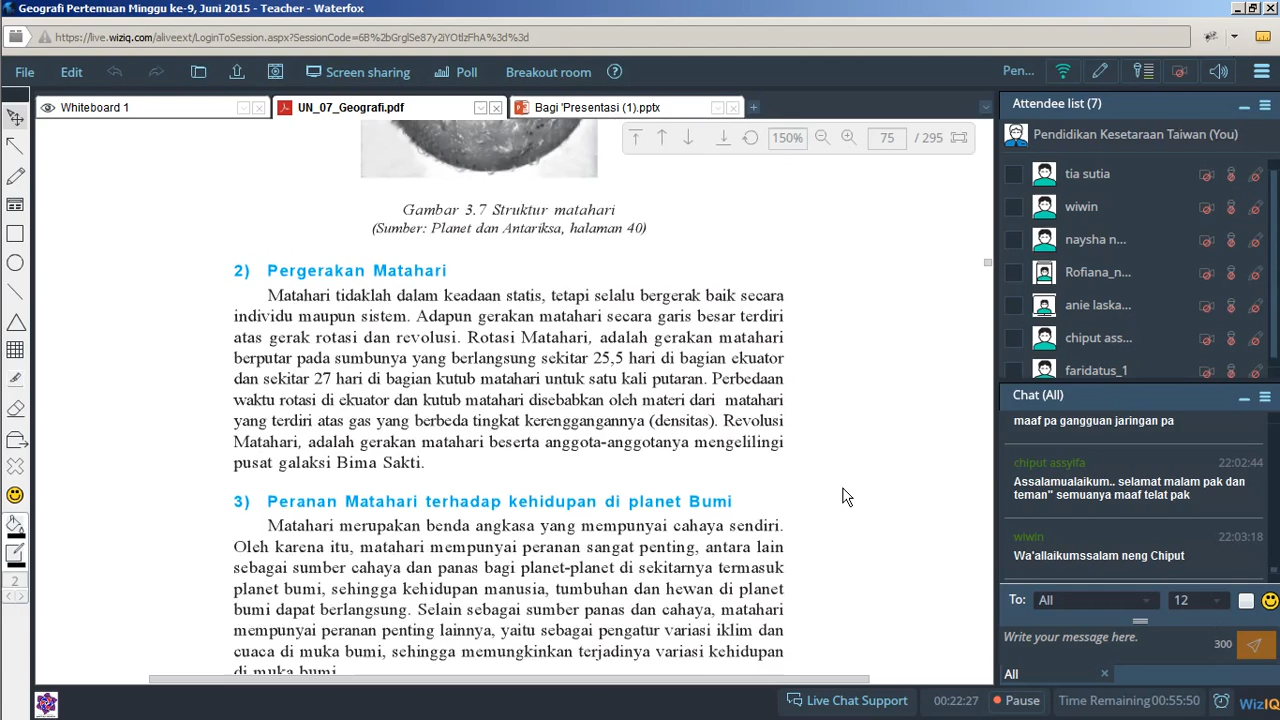 Geografi Pertemuan Minggu ke-9, Juni 2015 - Teacher - Waterfox
https://live.wiziq.com/aliveext/LoginToSession.aspx?SessionCode=6B%2bGrglSe87y2iYOtlzFhA%3d%3d
File Edit Screen sharing Poll Breakout room Pen...
Whiteboard 1 UN_07_Geografi.pdf Bagi 'Presentasi (1).pptx
150% 75 / 295
Gambar 3.7 Struktur matahari
(Sumber: Planet dan Antariksa, halaman 40)
2) Pergerakan Matahari
Matahari tidaklah dalam keadaan statis, tetapi selalu bergerak baik secara
individu maupun sistem. Adapun gerakan matahari secara garis besar terdiri
atas gerak rotasi dan revolusi. Rotasi Matahari, adalah gerakan matahari
berputar pada sumbunya yang berlangsung sekitar 25,5 hari di bagian ekuator
dan sekitar 27 hari di bagian kutub matahari untuk satu kali putaran. Perbedaan
waktu rotasi di ekuator dan kutub matahari disebabkan oleh materi dari matahari
yang terdiri atas gas yang berbeda tingkat kerenggangannya (densitas). Revolusi
Matahari, adalah gerakan matahari beserta anggota-anggotanya mengelilingi
pusat galaksi Bima Sakti.
3) Peranan Matahari terhadap kehidupan di planet Bumi
Matahari merupakan benda angkasa yang mempunyai cahaya sendiri.
Oleh karena itu, matahari mempunyai peranan sangat penting, antara lain
sebagai sumber cahaya dan panas bagi planet-planet di sekitarnya termasuk
planet bumi, sehingga kehidupan manusia, tumbuhan dan hewan di planet
bumi dapat berlangsung. Selain sebagai sumber panas dan cahaya, matahari
mempunyai peranan penting lainnya, yaitu sebagai pengatur variasi iklim dan
cuaca di muka bumi, sehingga memungkinkan terjadinya variasi kehidupan
di muka bumi.
2
Attendee list (7)
Pendidikan Kesetaraan Taiwan (You)
tia sutia
wiwin
naysha n...
Rofiana_n...
anie laska...
chiput ass...
faridatus_1
Chat (All)
maaf pa gangguan jaringan pa
chiput assyifa 22:02:44
Assalamualaikum.. selamat malam pak dan
teman" semuanya maaf telat pak
wiwin 22:03:18
Wa'allaikumssalam neng Chiput
To: All 12
Write your message here. 300
All
Live Chat Support 00:22:27 Pause Time Remaining 00:55:50 WizIQ